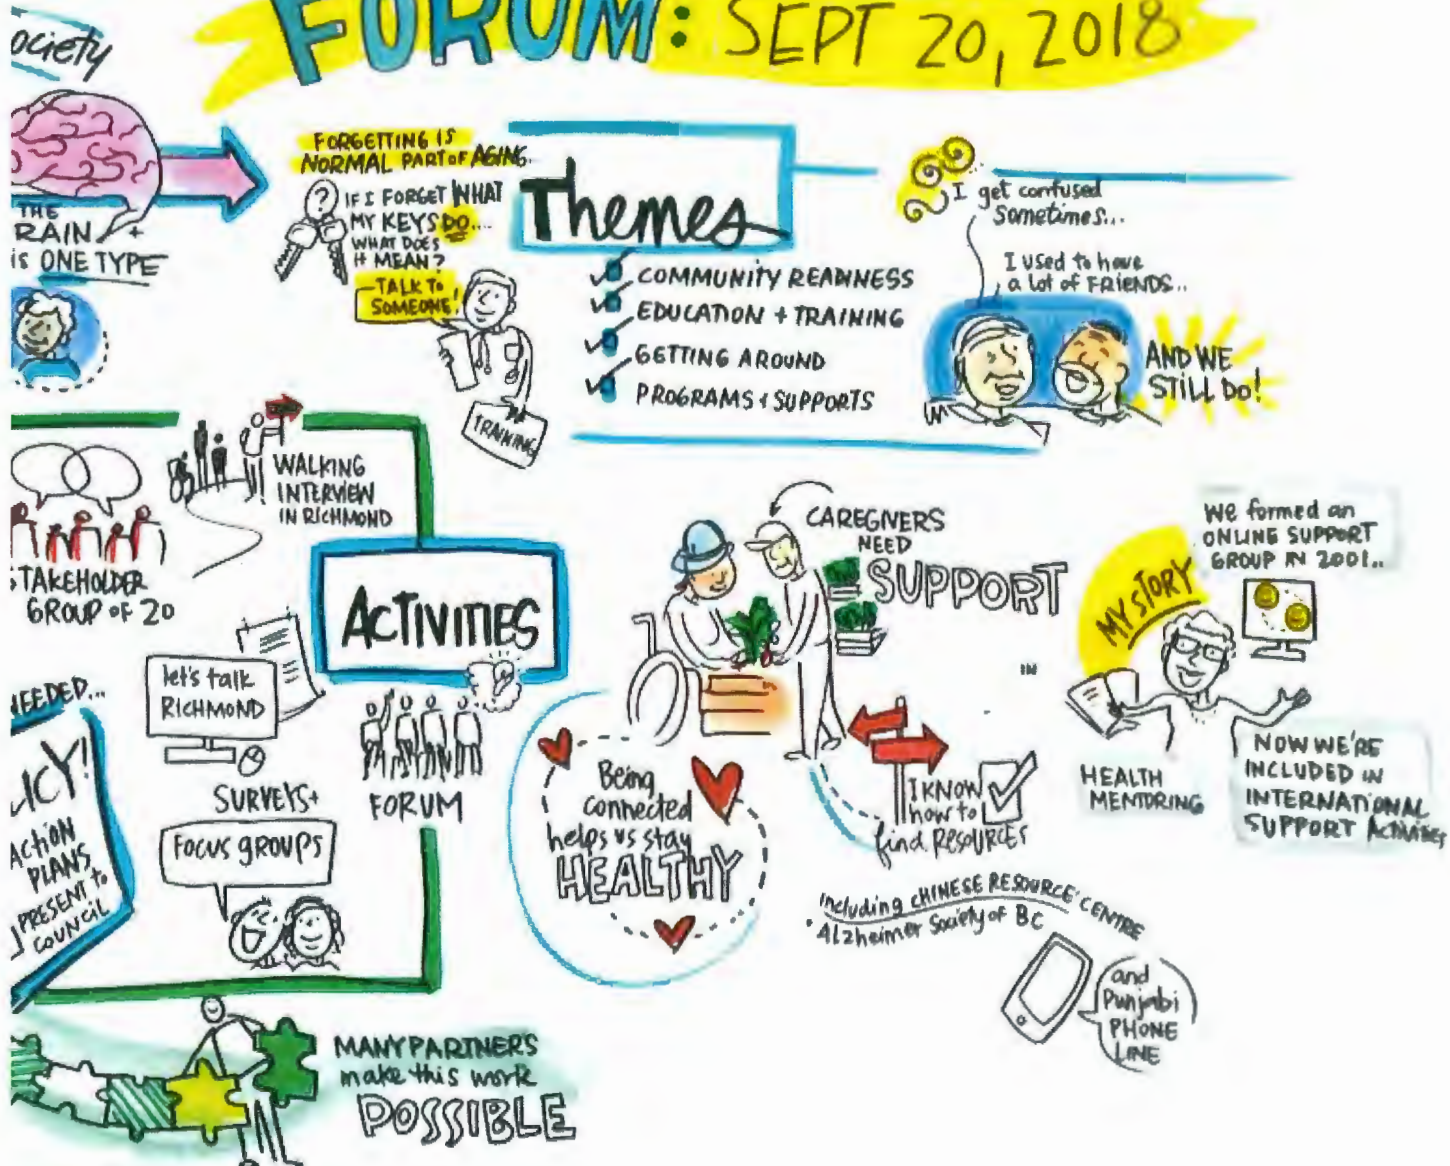 FORUM: SEPT 20, 2018
ociety
THE
RAIN +
is ONE TYPE
FORGETTING IS
NORMAL PART OF AGING.
?
IF I FORGET WHAT
MY KEYS DO....
WHAT DOES
it MEAN?
TALK TO
SOMEONE!
TRAINING
Themes
COMMUNITY READINESS
EDUCATION + TRAINING
GETTING AROUND
PROGRAMS + SUPPORTS
I get confused
sometimes...
I used to have
a lot of FRIENDS..
AND WE
STILL DO!
WALKING
INTERVIEW
IN RICHMOND
STAKEHOLDER
GROUP OF 20
ACTIVITIES
let's talk
RICHMOND
SURVEYS +
FOCUS GROUPS
FORUM
NEEDED...
LICY!
ACTION
PLANS
PRESENT to
COUNCIL
CAREGIVERS
NEED
SUPPORT
IN
Being
connected
helps us stay
HEALTHY
I KNOW
how to
find RESOURCES
including CHINESE RESOURCE CENTRE
• Alzheimer Society of BC
and
Punjabi
PHONE
LINE
MY STORY
We formed an
ONLINE SUPPORT
GROUP IN 2001..
HEALTH
MENTORING
NOW WE'RE
INCLUDED IN
INTERNATIONAL
SUPPORT ACTIVITIES
MANY PARTNERS
make this work
POSSIBLE